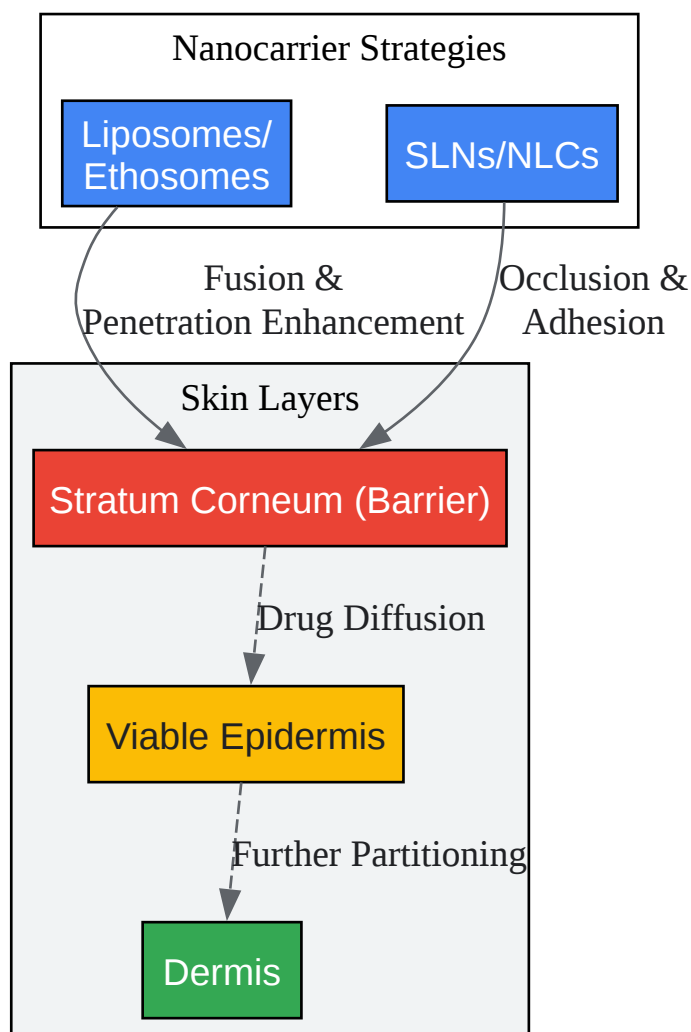 Nanocarrier Strategies
Liposomes/
Ethosomes
SLNs/NLCs
Fusion &
Penetration Enhancement
Occlusion &
Adhesion
Skin Layers
Stratum Corneum (Barrier)
Drug Diffusion
Viable Epidermis
Further Partitioning
Dermis